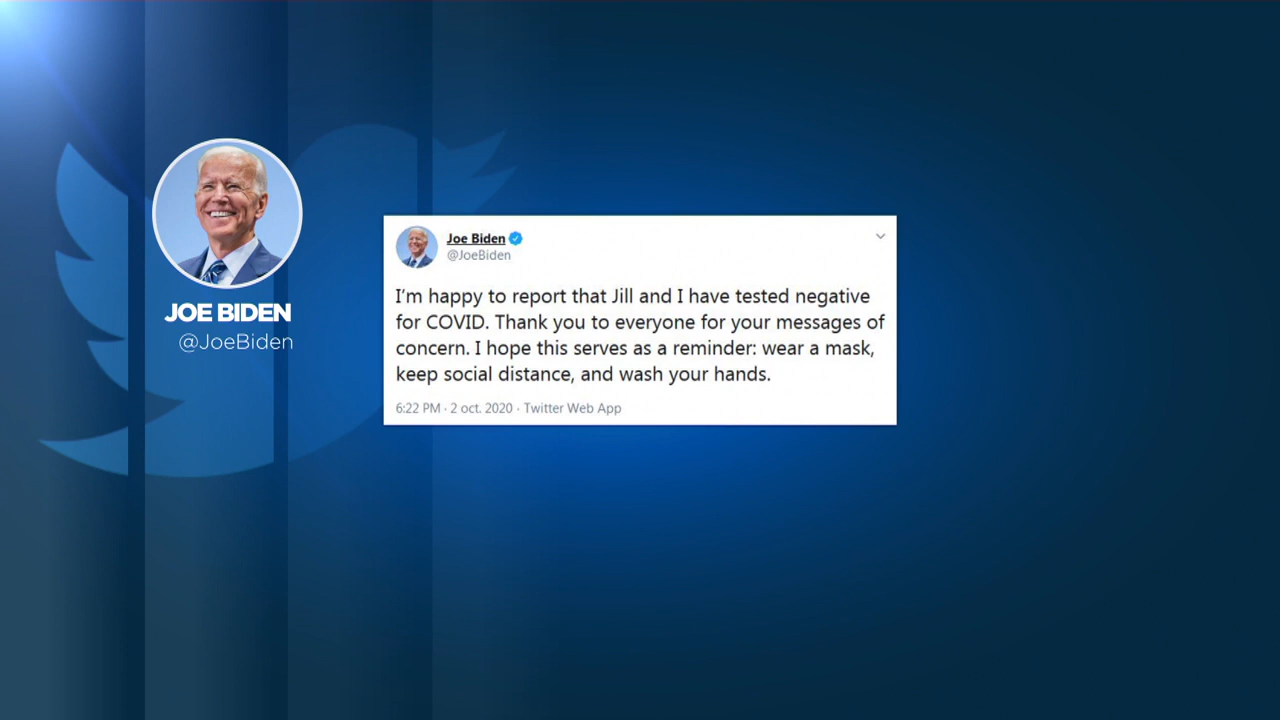 JOE BIDEN
@JoeBiden
Joe Biden
@JoeBiden
I’m happy to report that Jill and I have tested negative
for COVID. Thank you to everyone for your messages of
concern. I hope this serves as a reminder: wear a mask,
keep social distance, and wash your hands.
6:22 PM · 2 oct. 2020 · Twitter Web App